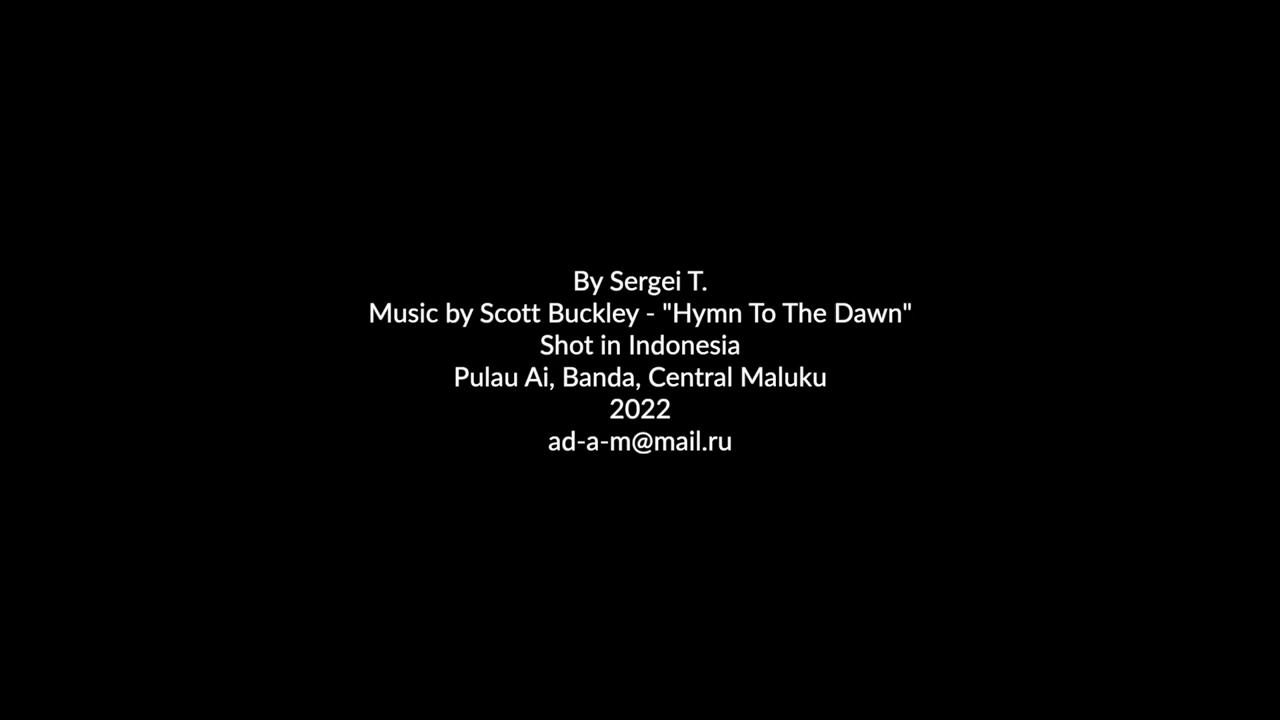 By Sergei T.
Music by Scott Buckley - "Hymn To The Dawn"
Shot in Indonesia
Pulau Ai, Banda, Central Maluku
2022
ad-a-m@mail.ru